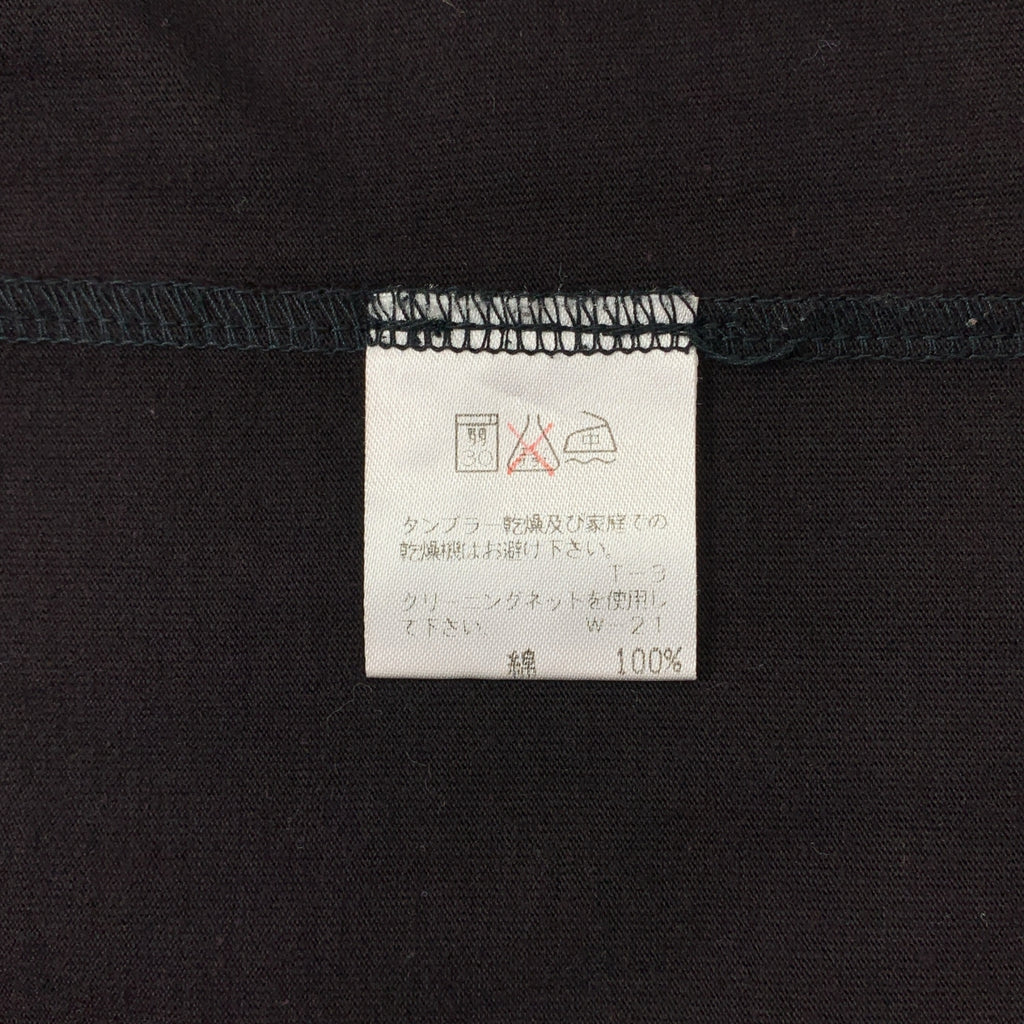 弱 中
30
タンブラー乾燥及び家庭での
乾燥機はお避け下さい。
T-3
クリーニングネットを使用し
て下さい。 W-21
綿 100%